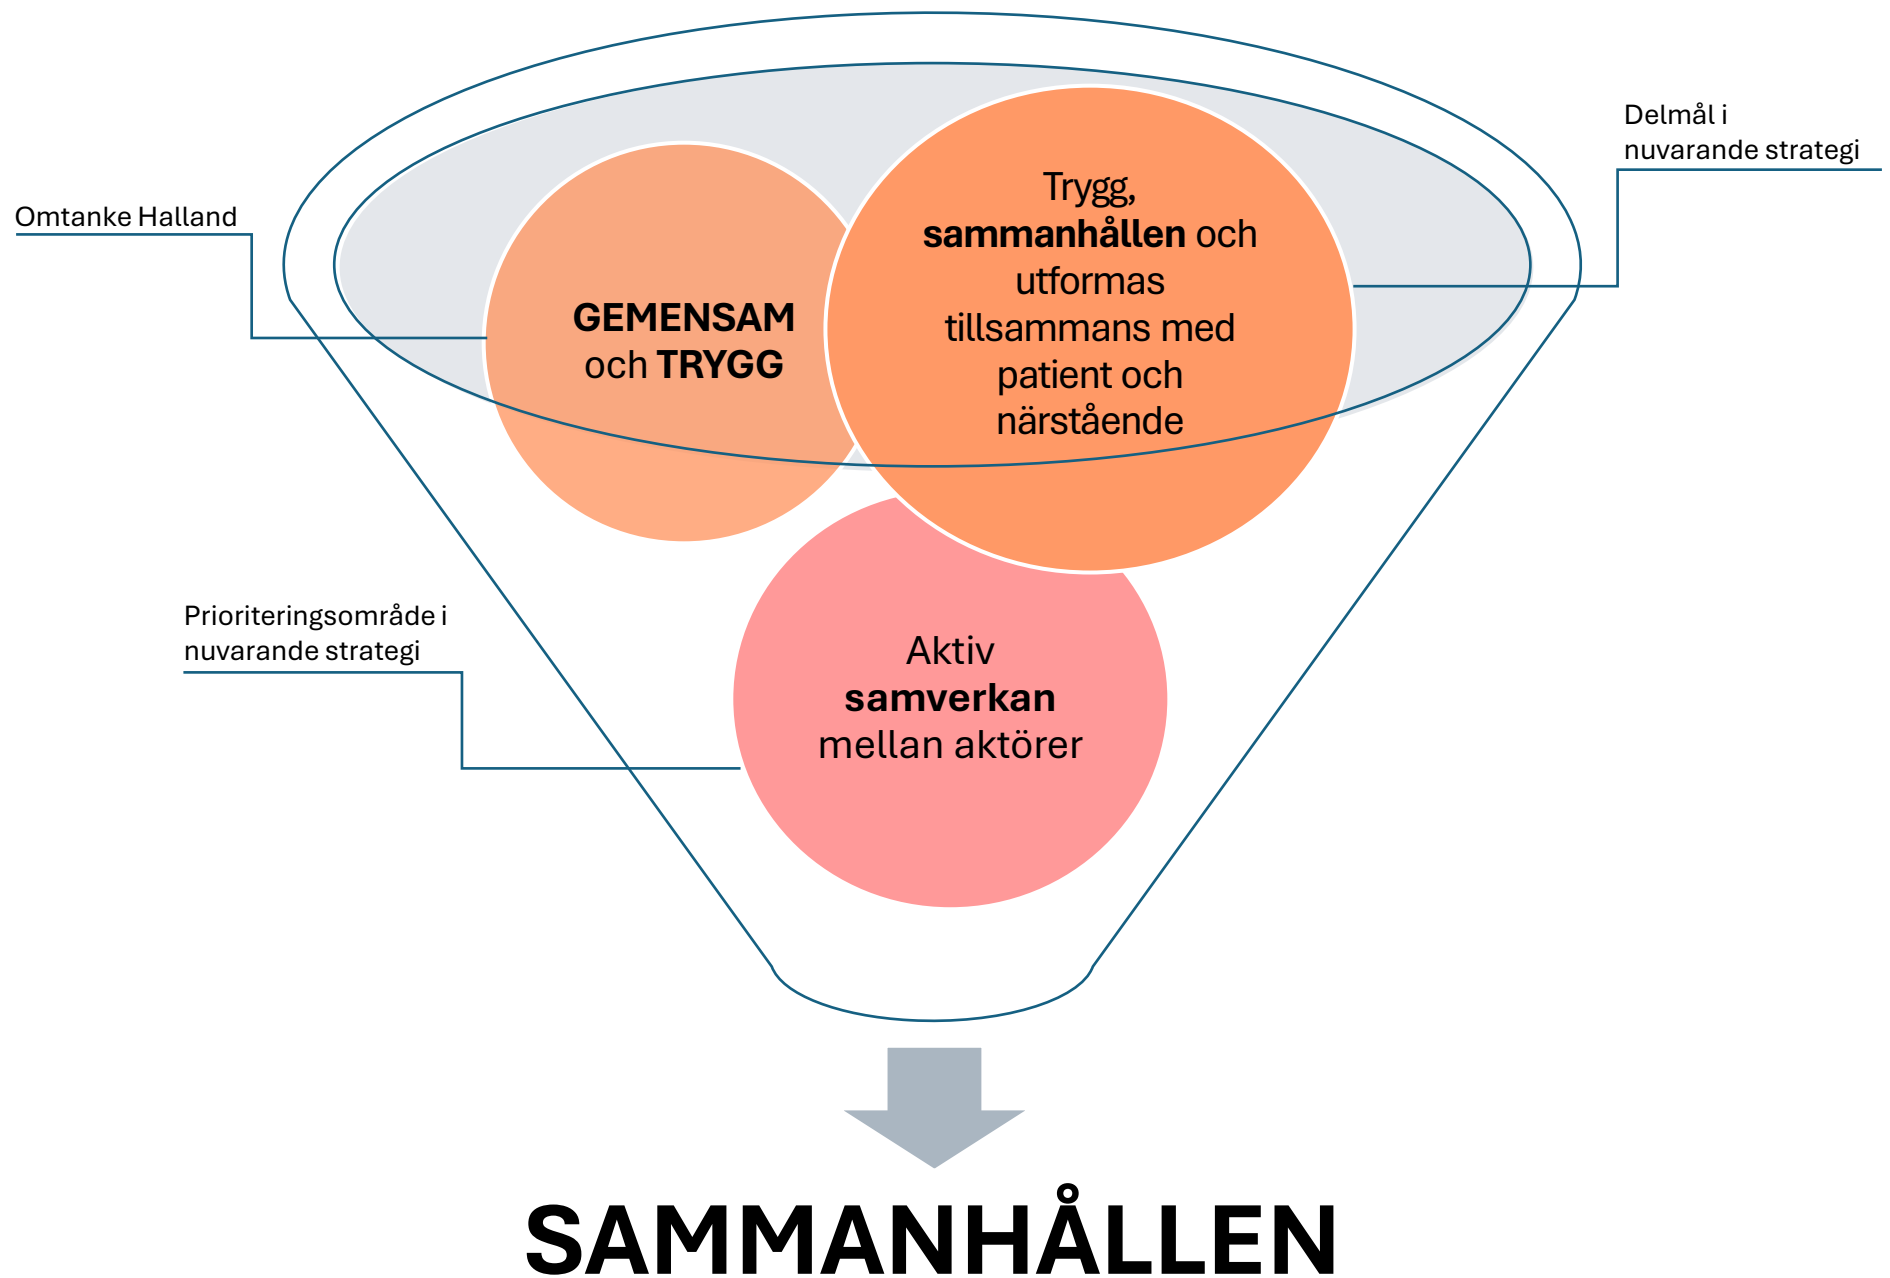 Delmål i
nuvarande strategi
Omtanke Halland
Trygg,
sammanhållen och
utformas
tillsammans med
patient och
närstående
GEMENSAM
och TRYGG
Prioriteringsområde i
nuvarande strategi
Aktiv
samverkan
mellan aktörer
SAMMANHÅLLEN